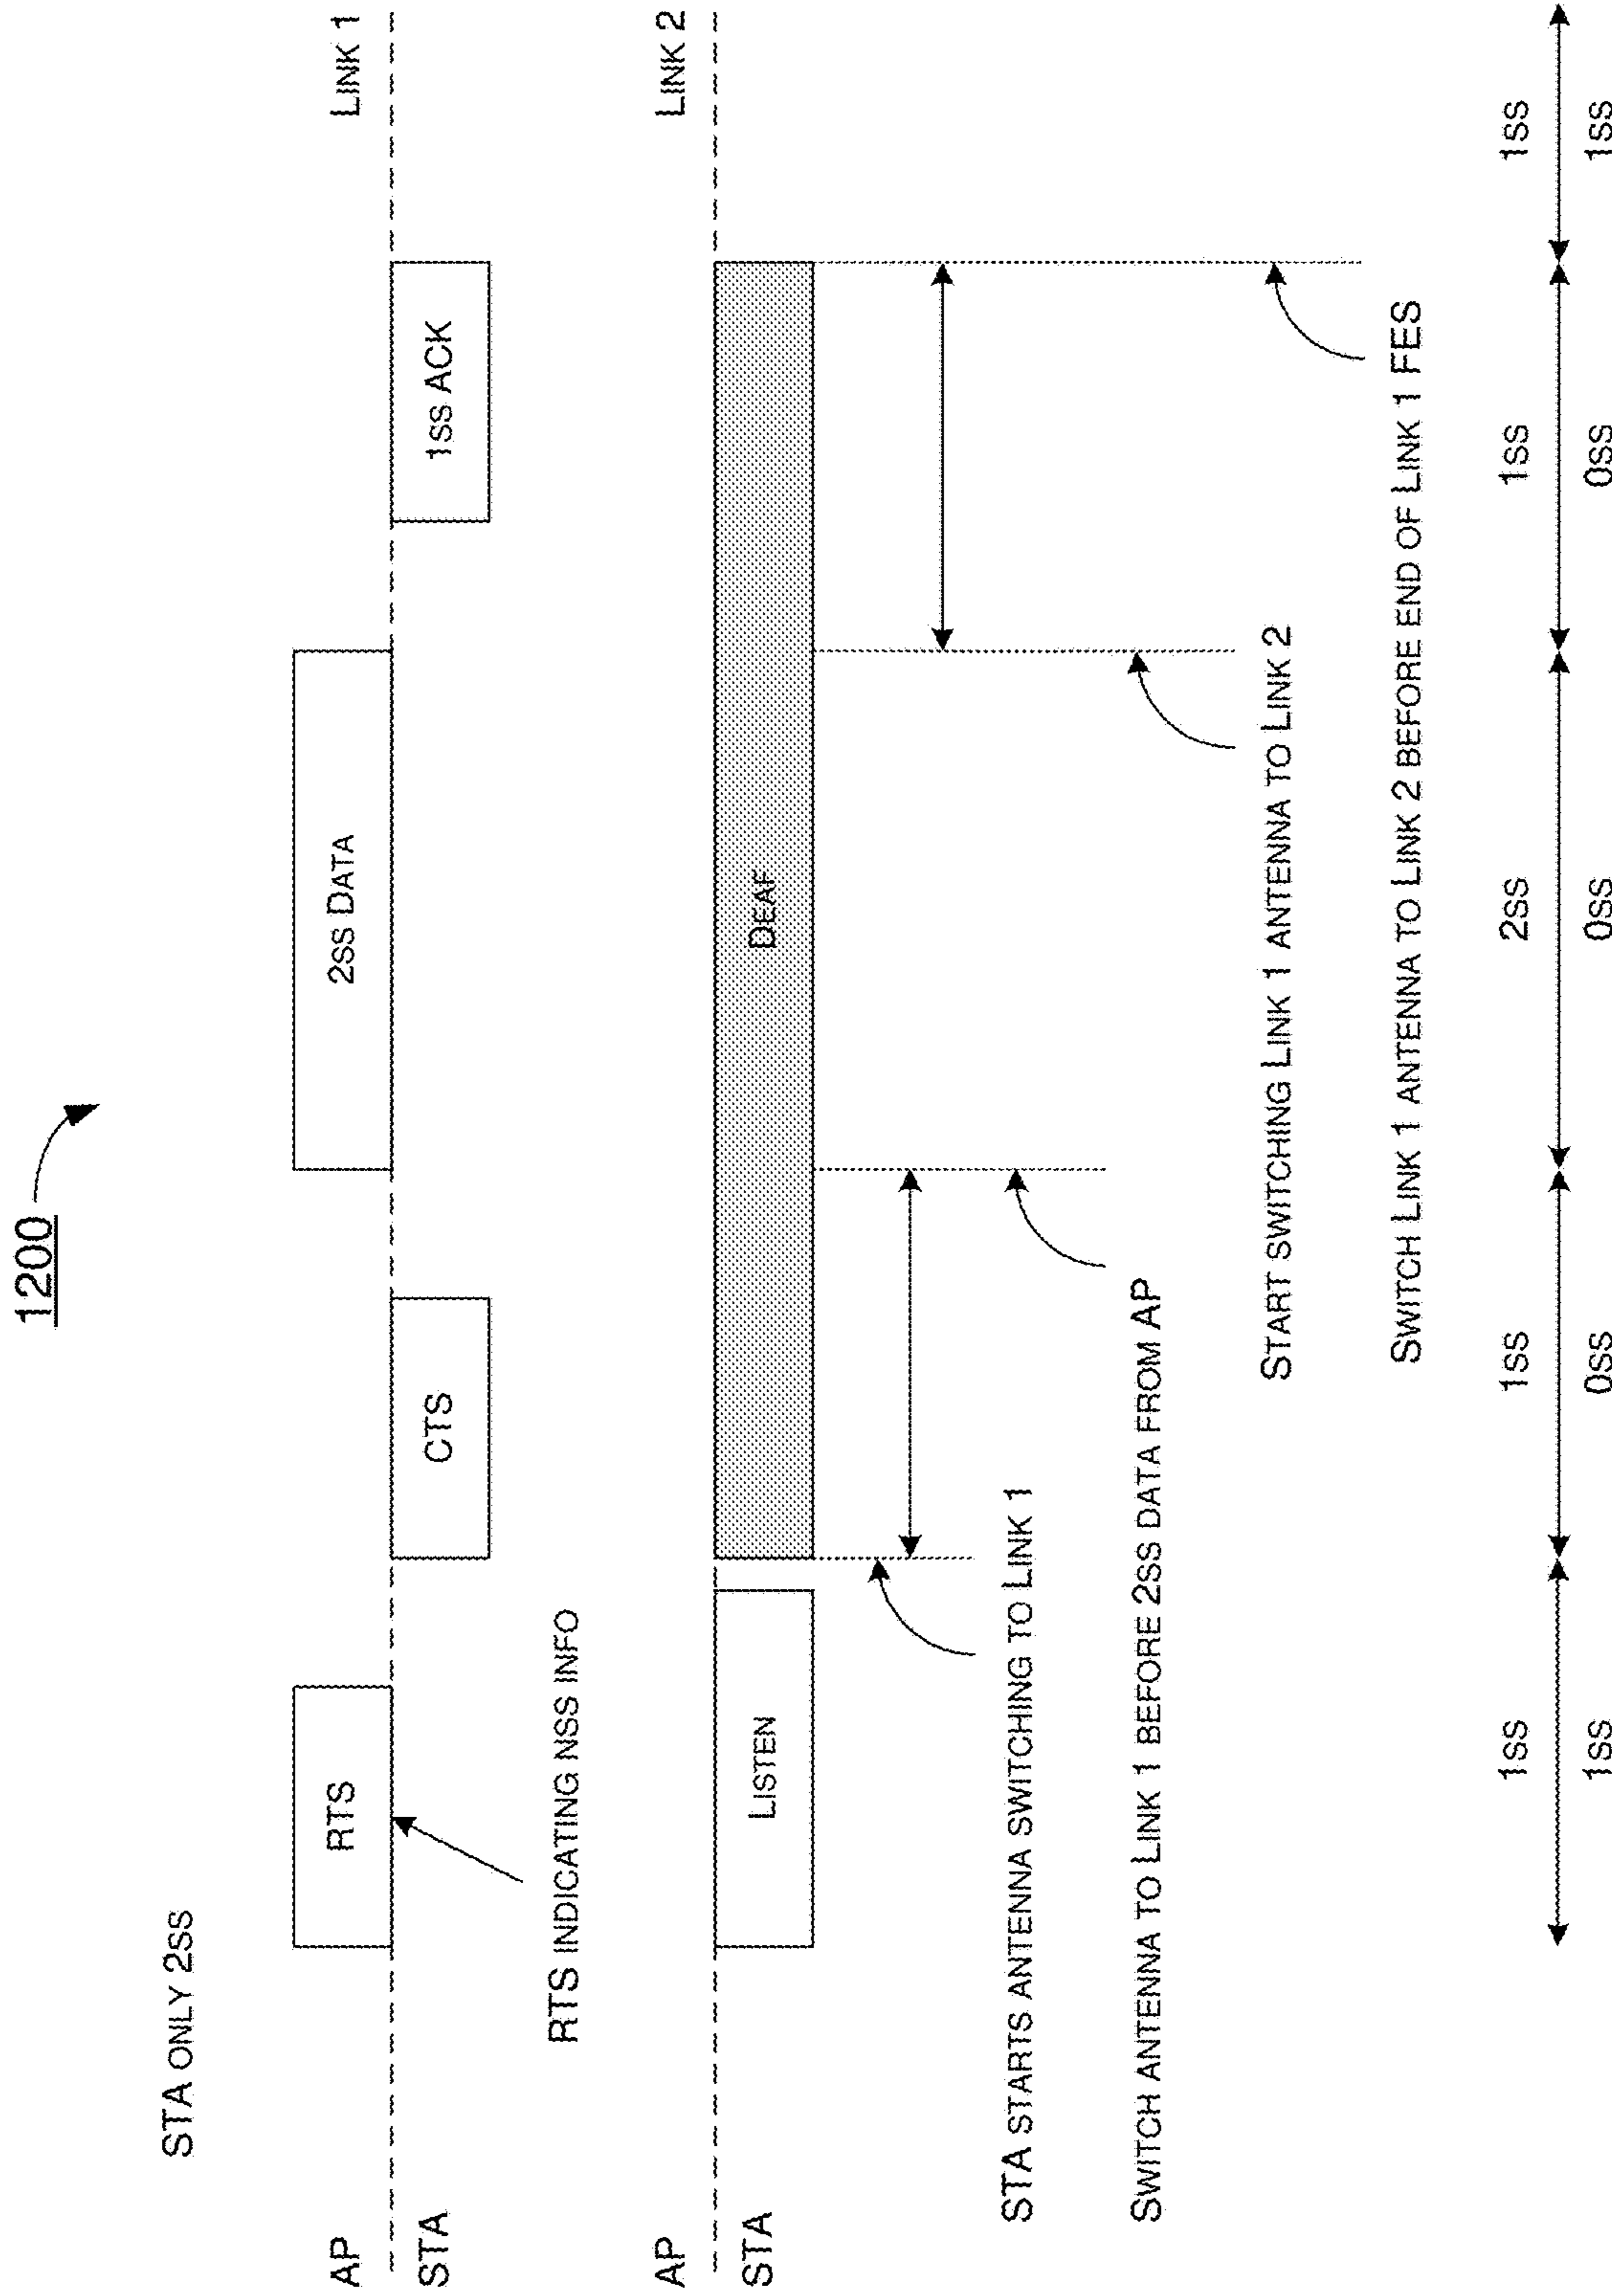 1200
STA ONLY 2SS
AP
STA
LINK 1
RTS
CTS
2SS DATA
1SS ACK
RTS INDICATING NSS INFO
AP
STA
LINK 2
LISTEN
DEAF
STA STARTS ANTENNA SWITCHING TO LINK 1
SWITCH ANTENNA TO LINK 1 BEFORE 2SS DATA FROM AP
START SWITCHING LINK 1 ANTENNA TO LINK 2
SWITCH LINK 1 ANTENNA TO LINK 2 BEFORE END OF LINK 1 FES
1SS 1SS 2SS 1SS 1SS
1SS 0SS 0SS 0SS 1SS